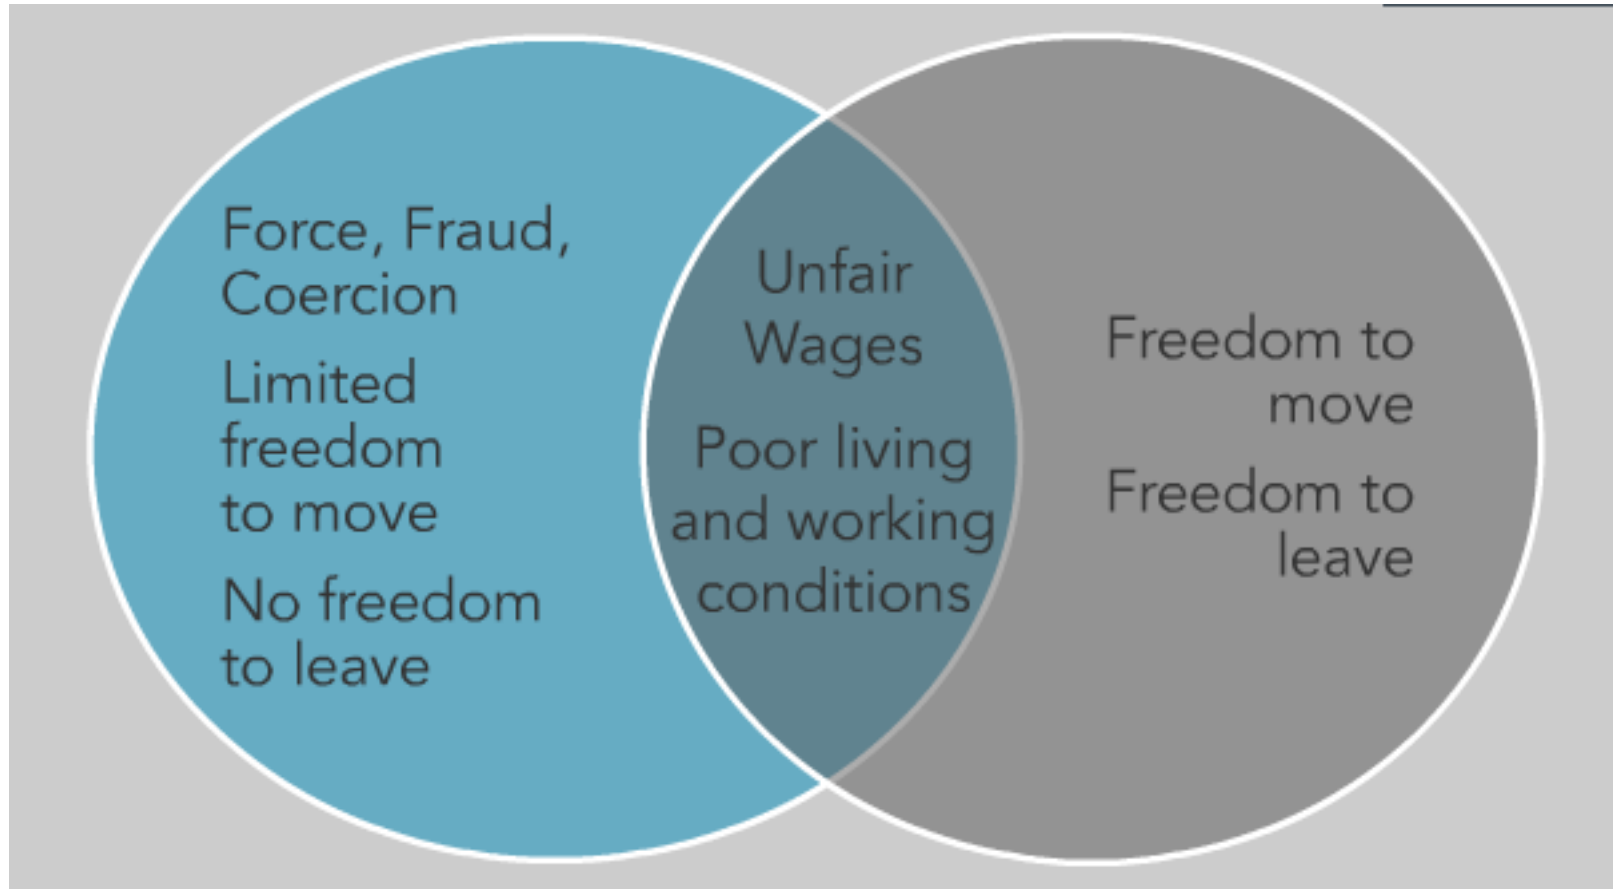 Force, Fraud,
Coercion
Limited
freedom
to move
No freedom
to leave
Unfair
Wages
Poor living
and working
conditions
Freedom to
move
Freedom to
leave